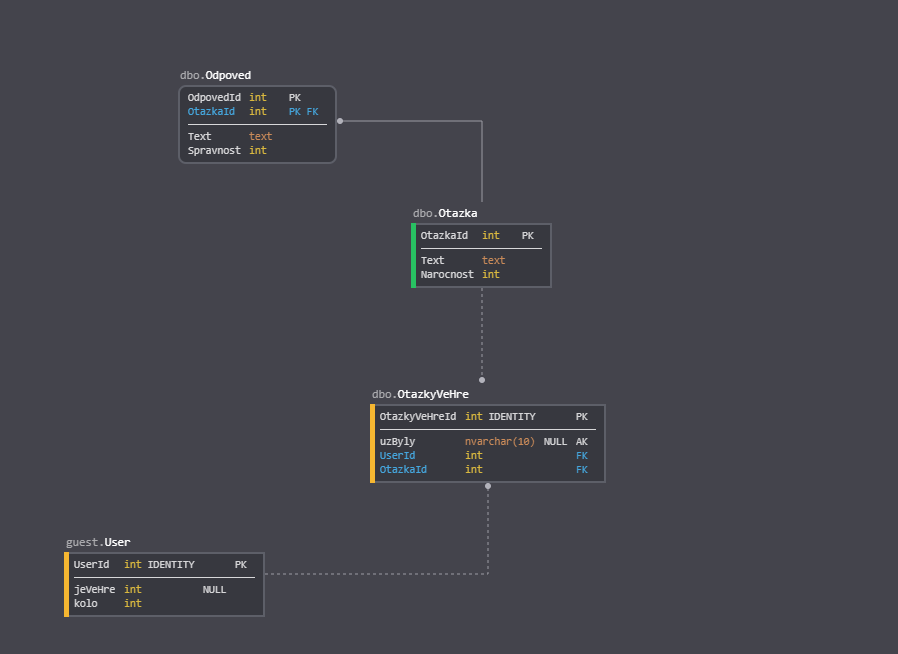 dbo.Odpoved
OdpovedId int PK
OtazkaId int PK FK
Text text
Spravnost int
dbo.Otazka
OtazkaId int PK
Text text
Narocnost int
dbo.OtazkyVeHre
OtazkyVeHreId int IDENTITY PK
uzByly nvarchar(10) NULL AK
UserId int FK
OtazkaId int FK
guest.User
UserId int IDENTITY PK
jeVeHre int NULL
kolo int